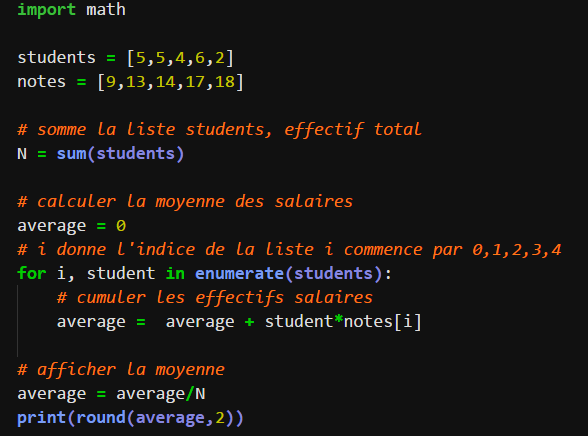 import math
students = [5,5,4,6,2]
notes = [9,13,14,17,18]
# somme la liste students, effectif total
N = sum(students)
# calculer la moyenne des salaires
average = 0
# i donne l'indice de la liste i commence par 0,1,2,3,4
for i, student in enumerate(students):
    # cumuler les effectifs salaires
    average =  average + student*notes[i]
# afficher la moyenne
average = average/N
print(round(average,2))